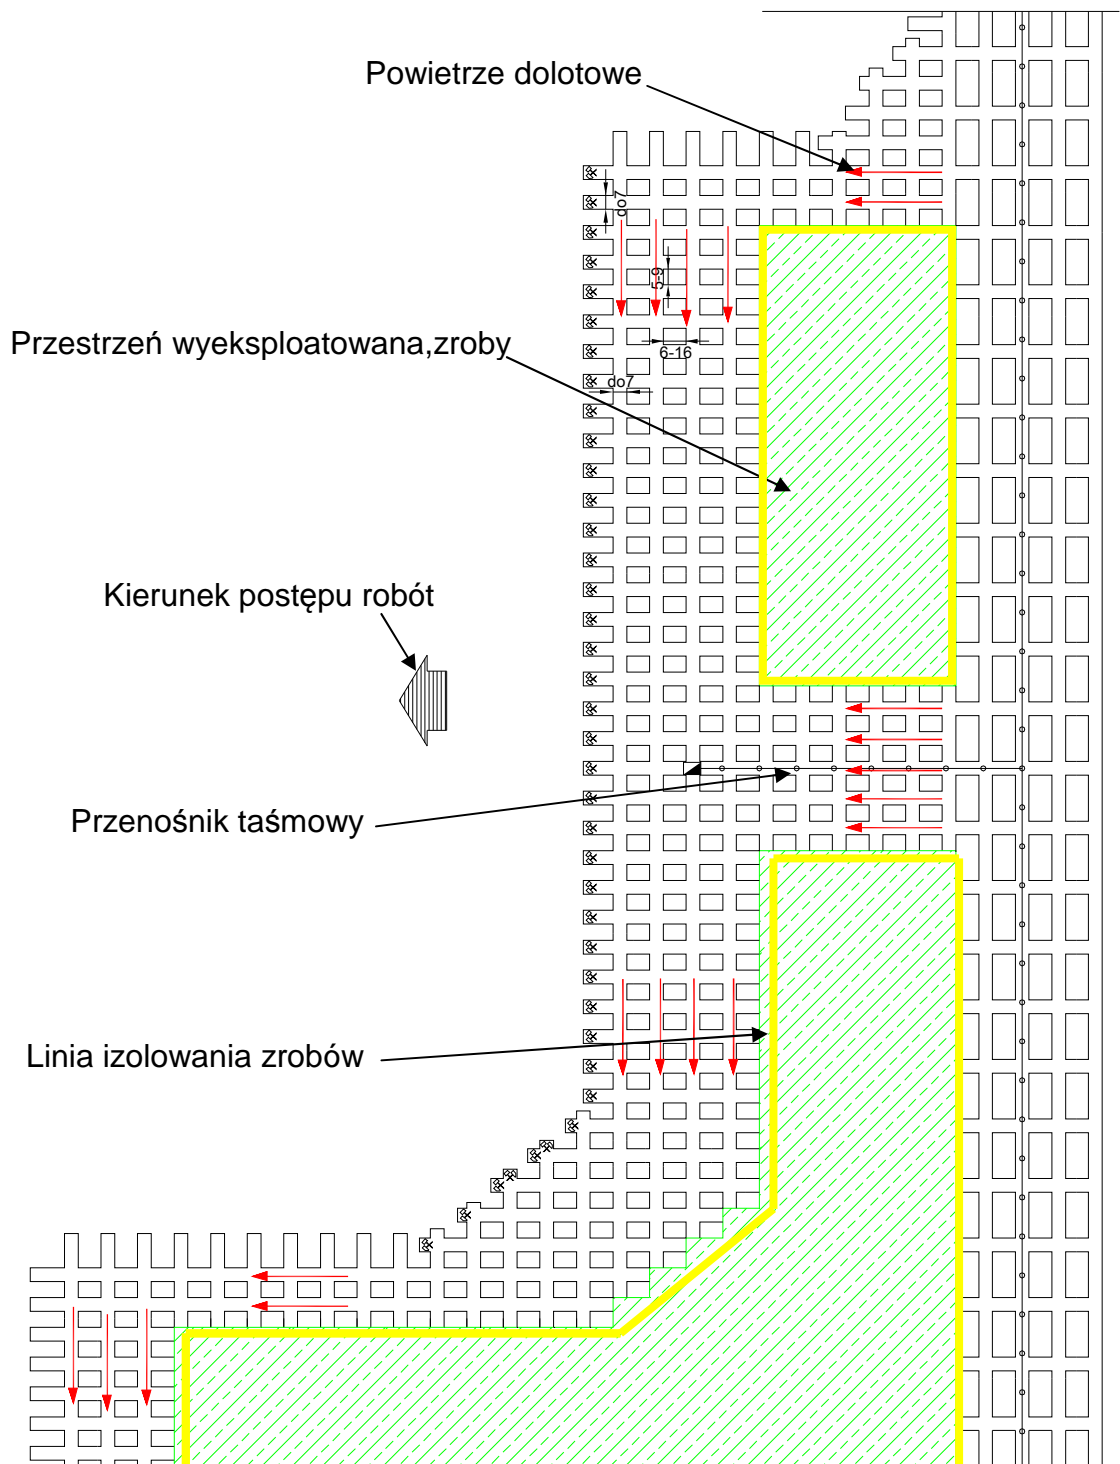 Powietrze dolotowe
do7
5-9
Przestrzeń wyeksploatowana,zroby
6-16
do7
Kierunek postępu robót
Przenośnik taśmowy
Linia izolowania zrobów